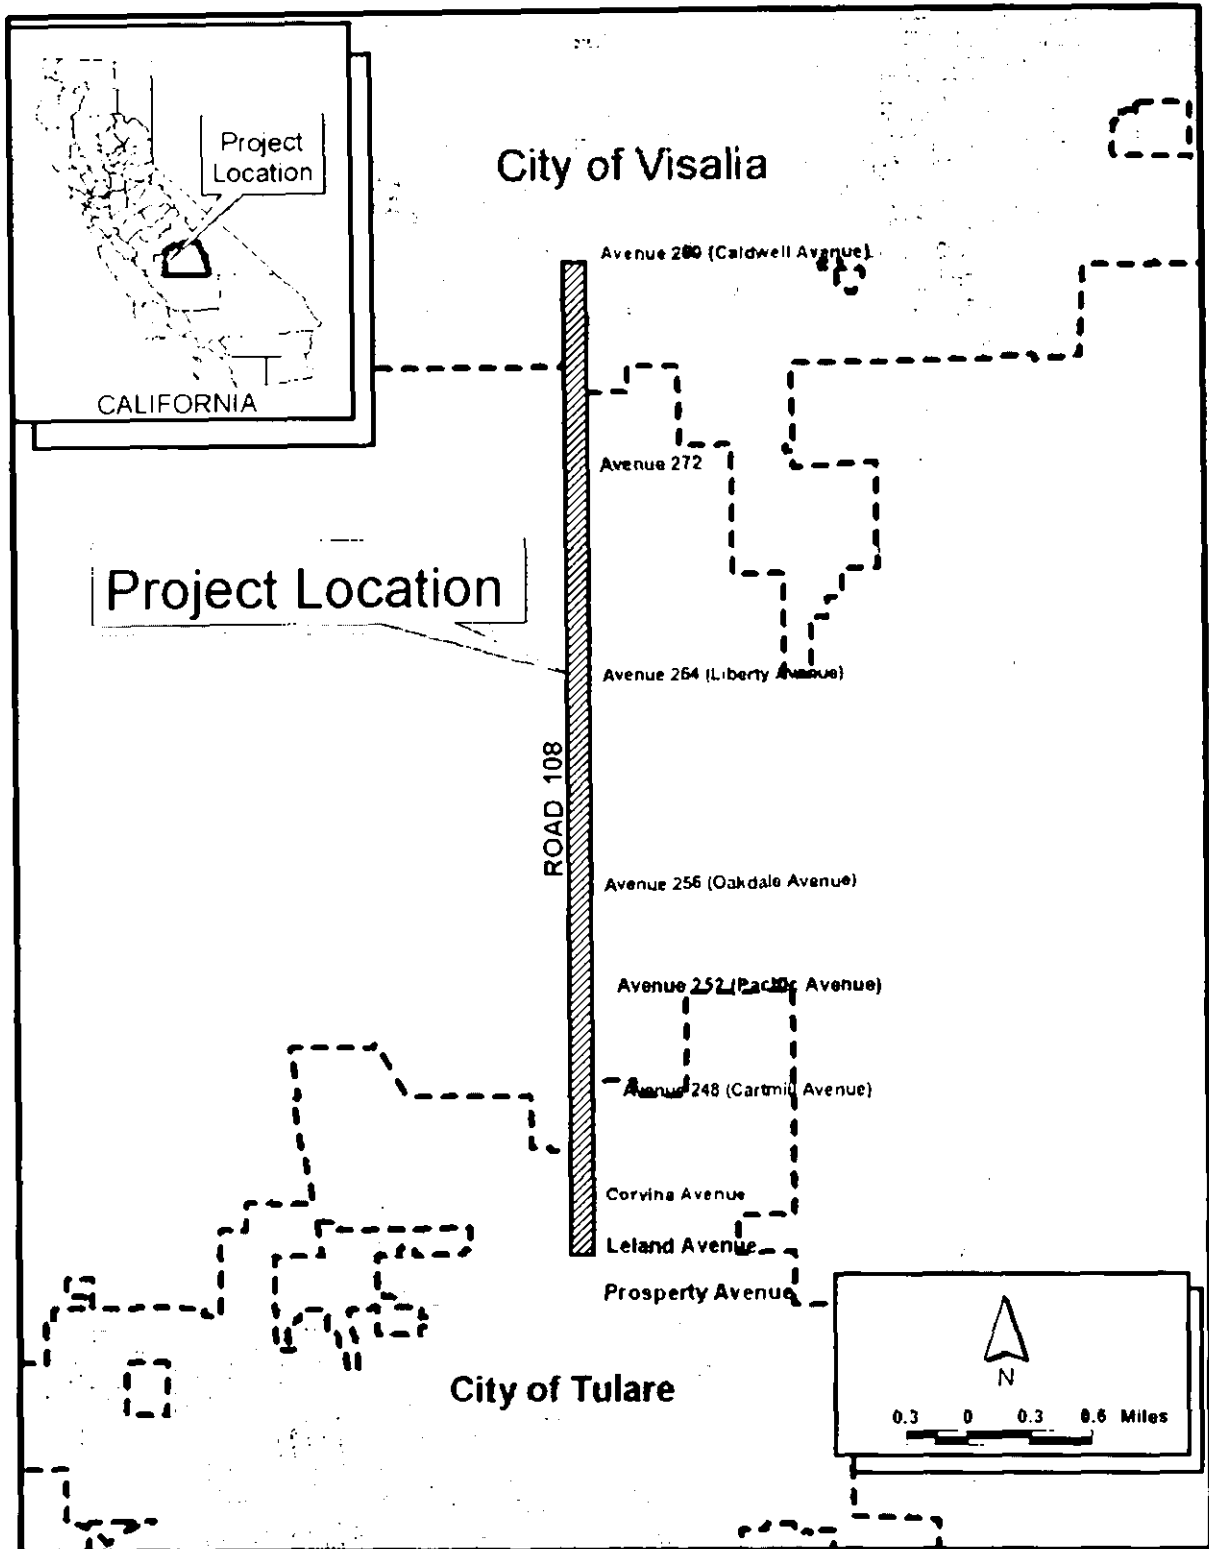 Project
Location
CALIFORNIA
City of Visalia
Avenue 280 (Caldwell Avenue)
Avenue 272
Project Location
Avenue 264 (Liberty Avenue)
ROAD 108
Avenue 256 (Oakdale Avenue)
Avenue 252 (Pacific Avenue)
Avenue 248 (Cartmill Avenue)
Corvina Avenue
Leland Avenue
Prosperty Avenue
City of Tulare
N
0.3 0 0.3 0.6 Miles